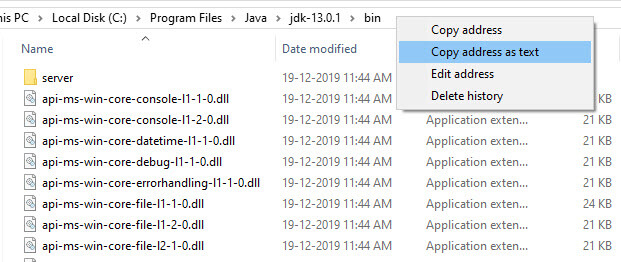 his PC > Local Disk (C:) > Program Files > Java > jdk-13.0.1 > bin
Copy address
Copy address as text
Edit address
Delete history
Name
server 19-12-2019 11:44 AM
api-ms-win-core-console-l1-1-0.dll 19-12-2019 11:44 AM KB
api-ms-win-core-console-l1-2-0.dll 19-12-2019 11:44 AM Application exten... 21 KB
api-ms-win-core-datetime-l1-1-0.dll 19-12-2019 11:44 AM Application exten... 21 KB
api-ms-win-core-debug-l1-1-0.dll 19-12-2019 11:44 AM Application exten... 21 KB
api-ms-win-core-errorhandling-l1-1-0.dll 19-12-2019 11:44 AM Application exten... 21 KB
api-ms-win-core-file-l1-1-0.dll 19-12-2019 11:44 AM Application exten... 24 KB
api-ms-win-core-file-l1-2-0.dll 19-12-2019 11:44 AM Application exten... 21 KB
api-ms-win-core-file-l2-1-0.dll 19-12-2019 11:44 AM Application exten... 21 KB